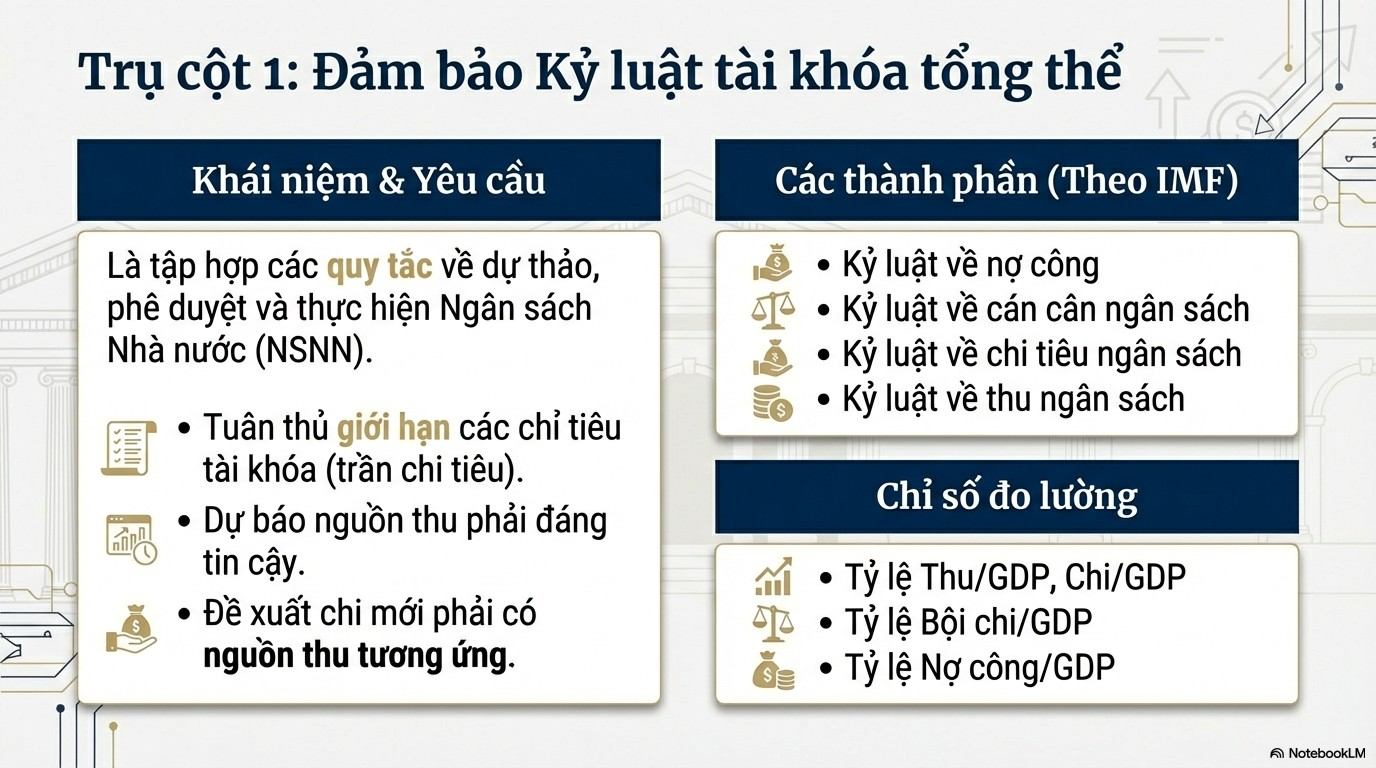 Trụ cột 1: Đảm bảo Kỷ luật tài khóa tổng thể
Khái niệm & Yêu cầu
Là tập hợp các quy tắc về dự thảo,
phê duyệt và thực hiện Ngân sách
Nhà nước (NSNN).
• Tuân thủ giới hạn các chỉ tiêu
tài khóa (trần chi tiêu).
• Dự báo nguồn thu phải đáng
tin cậy.
• Đề xuất chi mới phải có
nguồn thu tương ứng.
Các thành phần (Theo IMF)
• Kỷ luật về nợ công
• Kỷ luật về cán cân ngân sách
• Kỷ luật về chi tiêu ngân sách
• Kỷ luật về thu ngân sách
Chỉ số đo lường
• Tỷ lệ Thu/GDP, Chi/GDP
• Tỷ lệ Bội chi/GDP
• Tỷ lệ Nợ công/GDP
NotebookLM